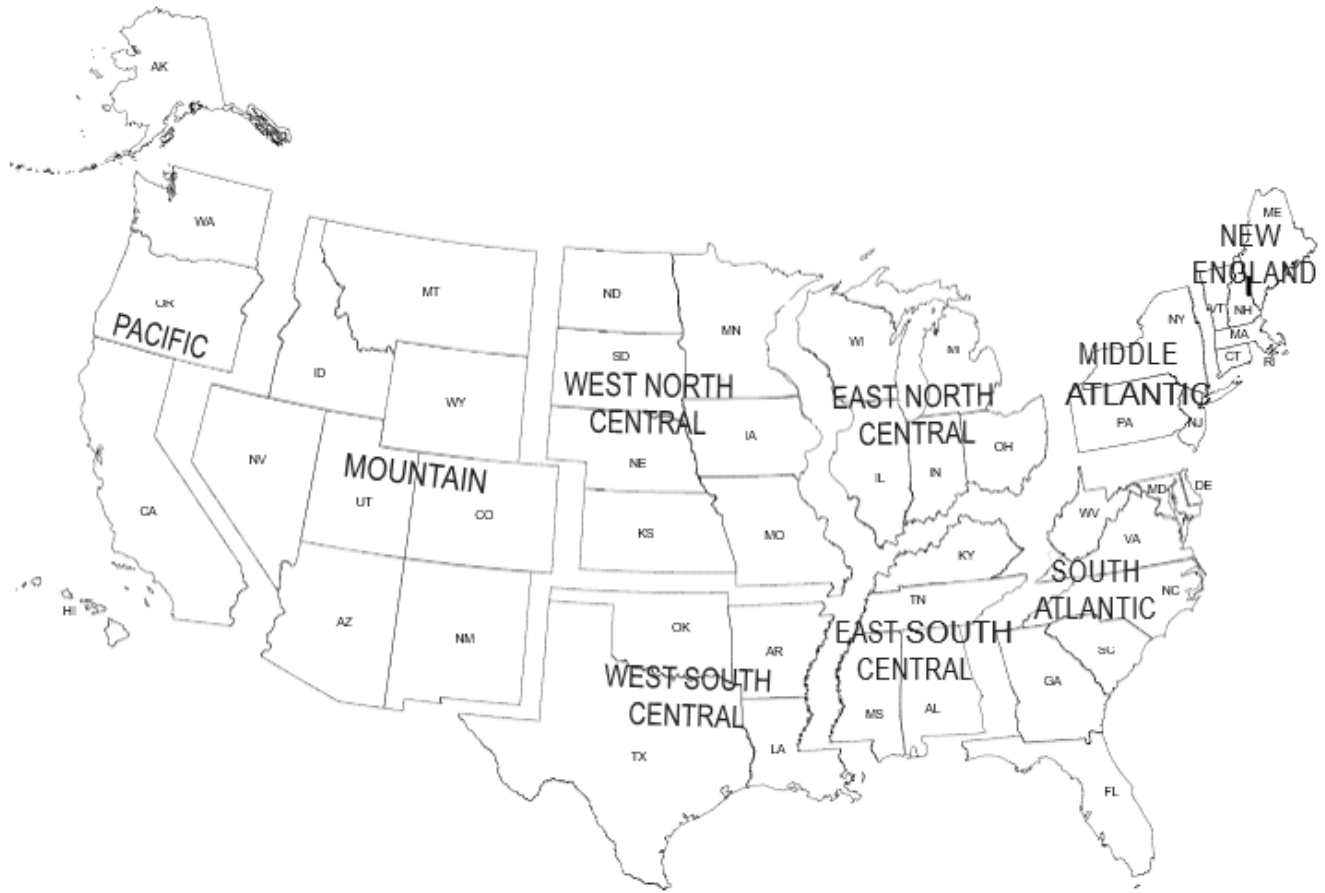 AK
WA
ME
NEW
ENGLAND
MT
ND
OR
VT
NH
NY
MN
MA
PACIFIC
WI
MI
SD
MIDDLE
CT
RI
ID
WEST NORTH
EAST NORTH
ATLANTIC
WY
CENTRAL
CENTRAL
PA
NJ
IA
OH
NV
MOUNTAIN
NE
IL
IN
UT
CO
MD
DE
CA
WV
KS
MO
VA
KY
SOUTH
HI
NC
TN
ATLANTIC
AZ
NM
OK
EAST SOUTH
AR
SC
CENTRAL
WEST SOUTH
GA
CENTRAL
MS
AL
TX
LA
FL